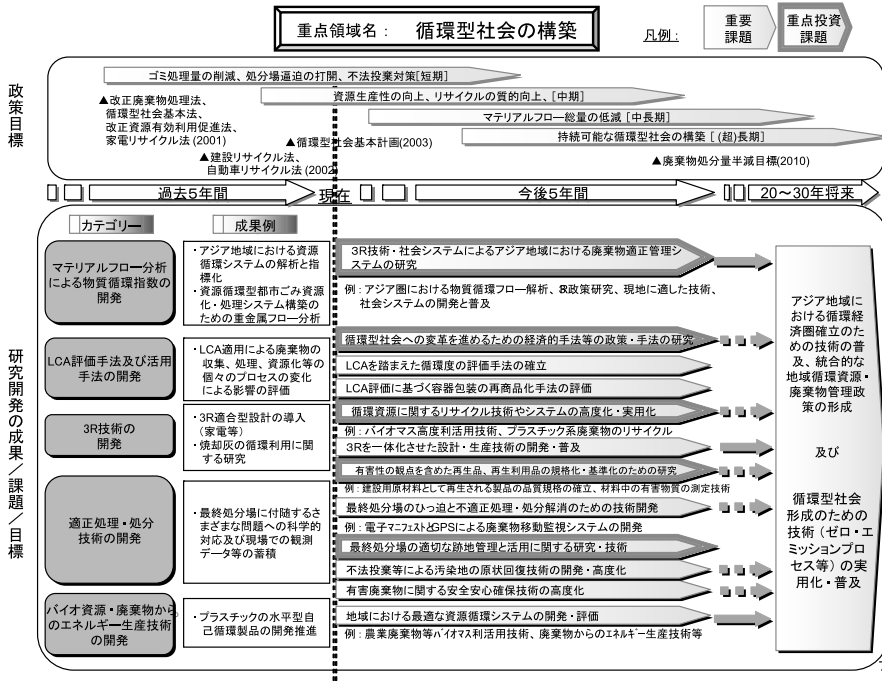 重点領域名： 循環型社会の構築
凡例：
重要
課題
重点投資
課題
政策目標
ゴミ処理量の削減、処分場逼迫の打開、不法投棄対策[短期]
資源生産性の向上、リサイクルの質的向上、[中期]
マテリアルフロー総量の低減［中長期］
持続可能な循環型社会の構築［(超)長期］
▲改正廃棄物処理法、
循環型社会基本法、
改正資源有効利用促進法、
家電リサイクル法(2001)
▲循環型社会基本計画(2003)
▲建設リサイクル法、
自動車リサイクル法(2002)
▲廃棄物処分量半減目標(2010)
過去5年間
現在
今後5年間
20～30年将来
研究開発の成果／課題／目標
カテゴリー
成果例
マテリアルフロー分析
による物質循環指数の
開発
・アジア地域における資源
循環システムの解析と指
標化
・資源循環型都市ごみ資源
化・処理システム構築の
ための重金属フロー分析
3R技術・社会システムによるアジア地域における廃棄物適正管理シ
ステムの研究
例：アジア圏における物質循環フロー解析、3R政策研究、現地に適した技術、
社会システムの開発と普及
LCA評価手法及び活用
手法の開発
・LCA適用による廃棄物の
収集、処理、資源化等の
個々のプロセスの変化
による影響の評価
循環型社会への変革を進めるための経済的手法等の政策・手法の研究
LCAを踏まえた循環度の評価手法の確立
LCA評価に基づく容器包装の再商品化手法の評価
3R技術の
開発
・3R適合型設計の導入
（家電等）
・焼却灰の循環利用に関
する研究
循環資源に関するリサイクル技術やシステムの高度化・実用化
例：バイオマス高度利活用技術、プラスチック系廃棄物のリサイクル
3Rを一体化させた設計・生産技術の開発・普及
有害性の観点を含めた再生品、再生利用品の規格化・基準化のための研究
例：建設用原材料として再生される製品の品質規格の確立、材料中の有害物質の測定技術
適正処理・処分
技術の開発
・最終処分場に付随するさ
まざまな問題への科学的
対応及び現場での観測
データ等の蓄積
最終処分場のひっ迫と不適正処理・処分解消のための技術開発
例：電子マニフェストとGPSによる廃棄物移動監視システムの開発
最終処分場の適切な跡地管理と活用に関する研究・技術
不法投棄等による汚染地の原状回復技術の開発・高度化
有害廃棄物に関する安全安心確保技術の高度化
バイオ資源・廃棄物から
のエネルギー生産技術
の開発
・プラスチックの水平型自
己循環製品の開発推進
地域における最適な資源循環システムの開発・評価
例：農業廃棄物等バイオマス利活用技術、廃棄物からのエネルギー生産技術等
アジア地域に
おける循環経
済圏確立のた
めの技術の普
及、統合的な
地域循環資源・
廃棄物管理政
策の形成
及び
循環型社会
形成のための
技術（ゼロ・エ
ミッションプロ
セス等）の実
用化・普及